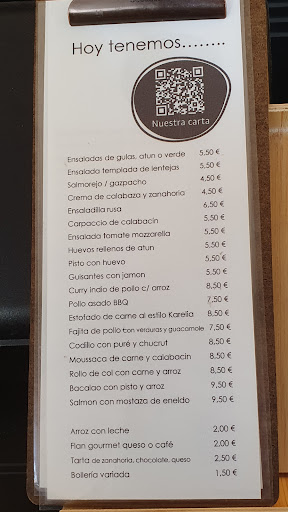 Hoy tenemos........
Nuestra carta
Ensaladas de gulas, atun o verde 5,50 €
Ensalada templada de lentejas 5,50 €
Salmorejo / gazpacho 4,50 €
Crema de calabaza y zanahoria 4,50 €
Ensaladilla rusa 6,50 €
Carpaccio de calabacín 5,50 €
Ensalada tomate mozzarella 5,50 €
Huevos rellenos de atun 5,50 €
Pisto con huevo 5,50 €
Guisantes con jamon 5,50 €
Curry indio de pollo c/ arroz 8,50 €
Pollo asado BBQ 7,50 €
Estofado de carne al estilo Karelia 8,50 €
Fajita de pollo con verduras y guacamole 7,50 €
Codillo con puré y chucrut 8,50 €
Moussaca de carne y calabacin 8,50 €
Rollo de col con carne y arroz 8,50 €
Bacalao con pisto y arroz 9,50 €
Salmon con mostaza de eneldo 9,50 €
Arroz con leche 2,00 €
Flan gourmet queso o café 2,00 €
Tarta de zanahoria, chocolate, queso 2,50 €
Bolleria variada 1,50 €